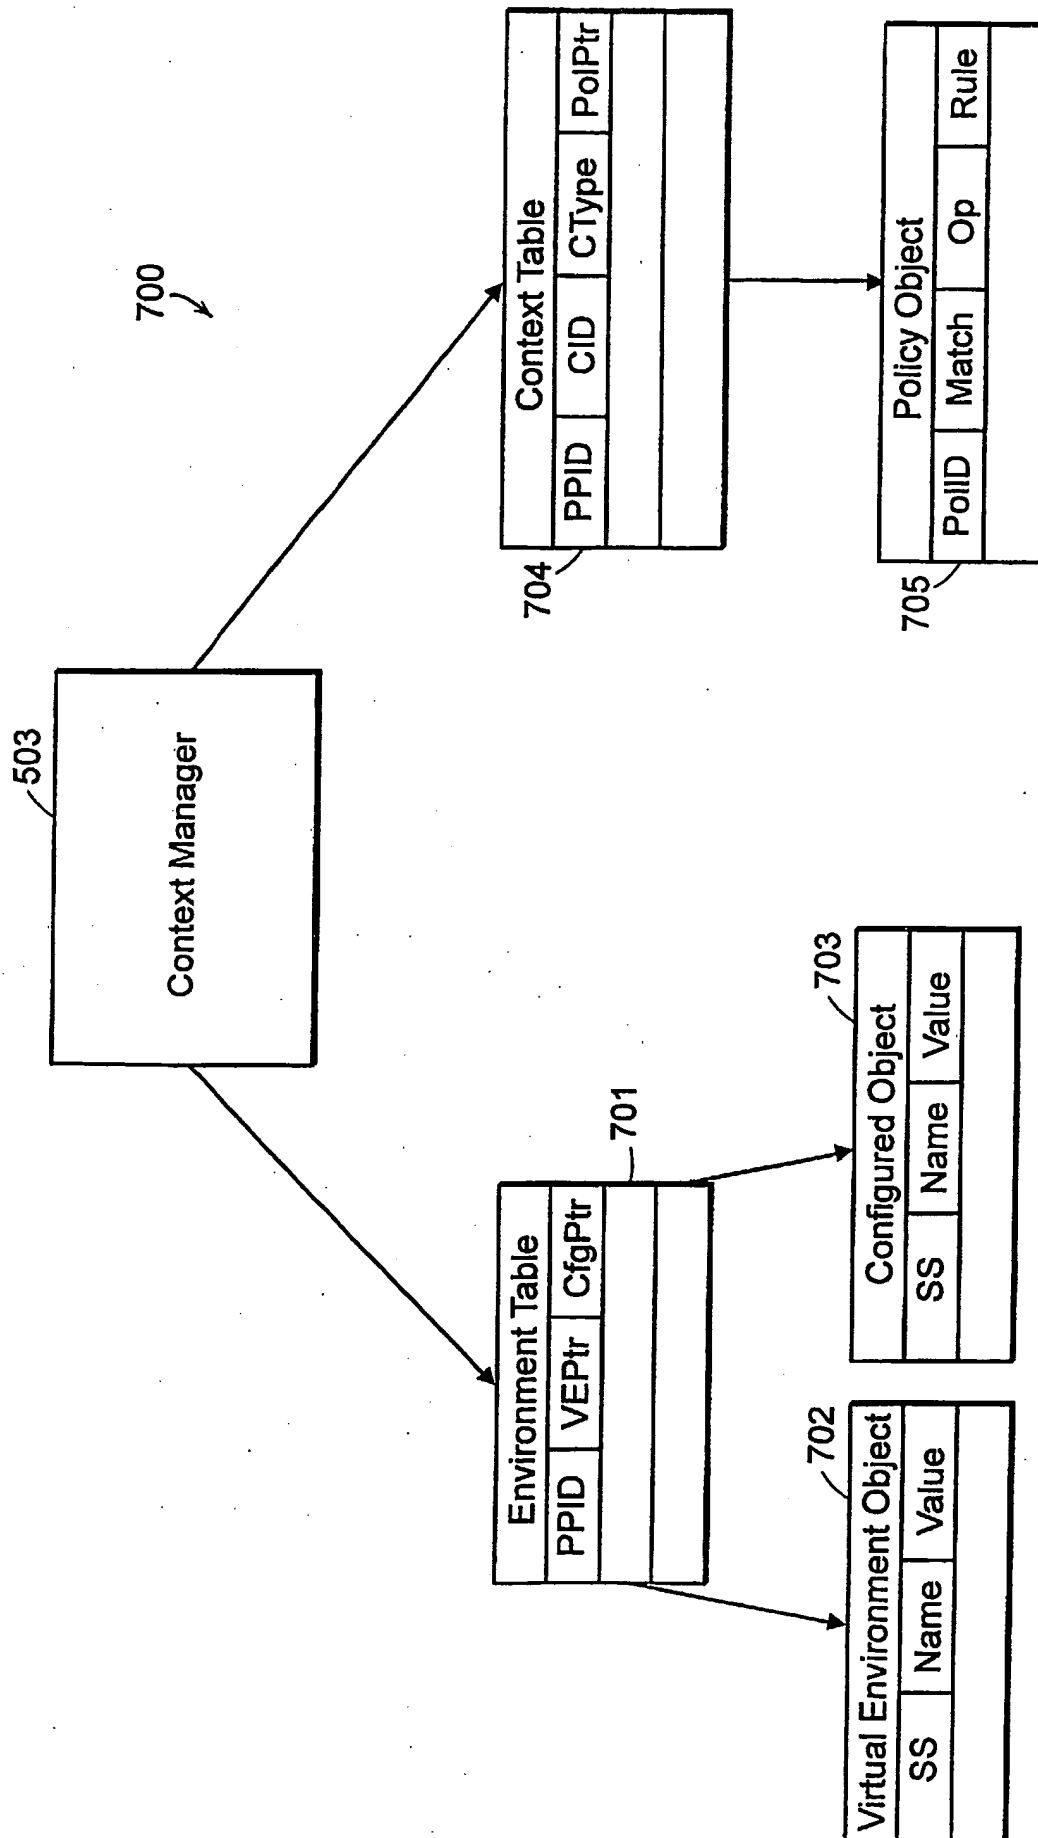 503
Context Manager
700
Environment Table
PPID VEPtr CfgPtr
701
Context Table
PPID CID CType PolPtr
704
Virtual Environment Object
SS Name Value
702
Configured Object
SS Name Value
703
Policy Object
PolID Match Op Rule
705